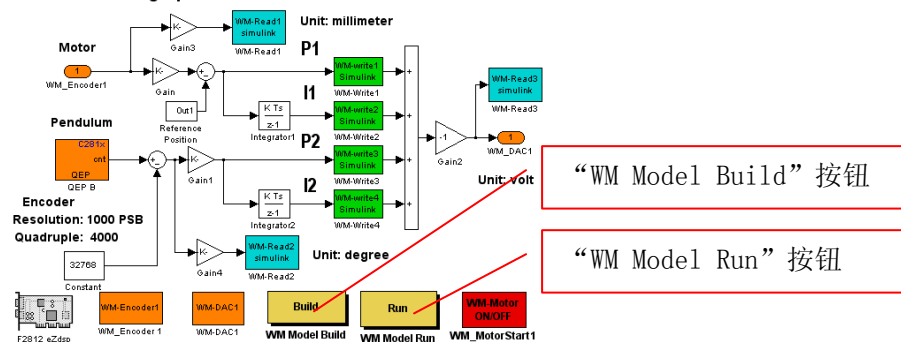 WM-Read1
simulink
WM-Read1
Unit: millimeter
K-
Gain3
Motor
1
WM_Encoder1
K-
Gain
+
-
P1
WM-write1
Simulink
WM-Write1
Out1
Reference
Position
K Ts
z-1
Integrator1
I1
WM-write2
Simulink
WM-Write2
WM-Read3
simulink
WM-Read3
-1
Gain2
1
WM_DAC1
Unit: volt
Pendulum
C281x
cnt
QEP
QEP B
+
-
K-
Gain1
P2
WM-write3
Simulink
WM-Write3
K Ts
z-1
Integrator2
I2
WM-write4
Simulink
WM-Write4
+
+
+
+
Encoder
Resolution: 1000 PSB
Quadruple: 4000
32768
Constant
K-
Gain4
WM-Read2
simulink
WM-Read2
Unit: degree
“WM Model Build”按钮
“WM Model Run”按钮
F2812 eZdsp
WM-Encoder1
WM_Encoder 1
WM-DAC1
WM-DAC1
Build
WM Model Build
Run
WM Model Run
WM-Motor
ON/OFF
WM_MotorStart1